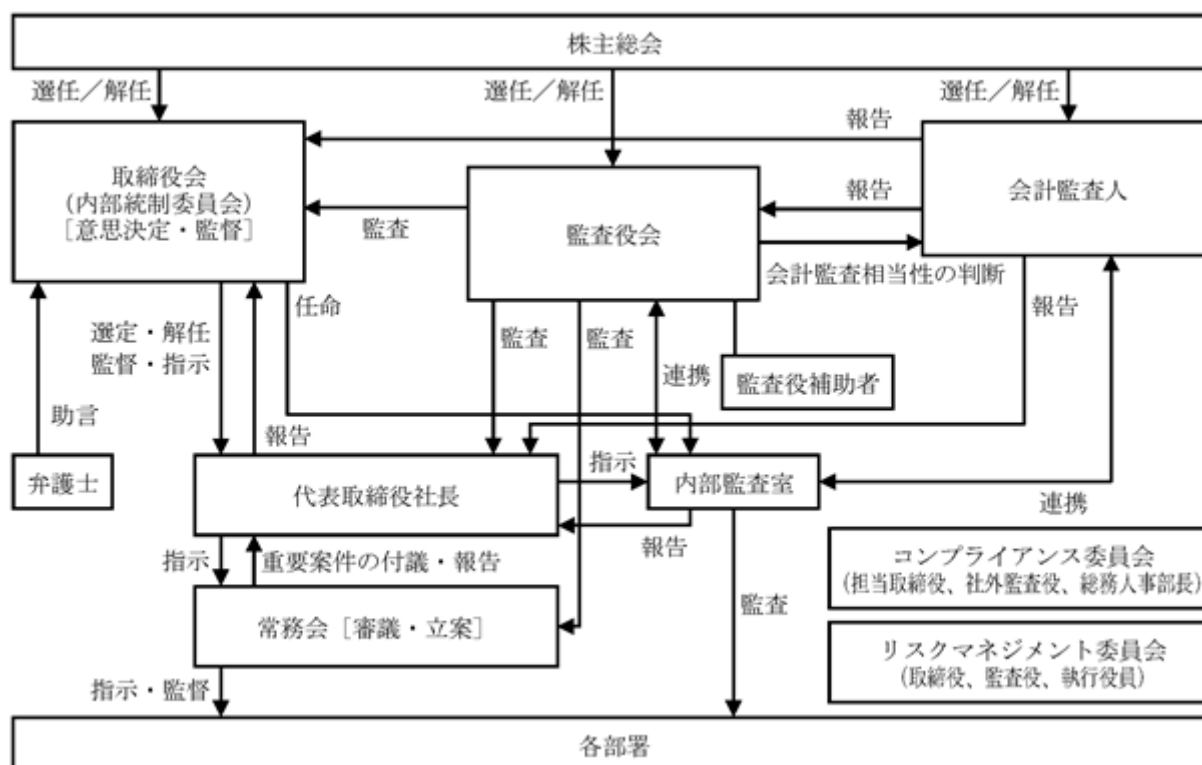 株主総会
選任／解任
選任／解任
選任／解任
報告
取締役会
（内部統制委員会）
［意思決定・監督］
監査
監査役会
報告
会計監査人
会計監査相当性の判断
任命
選定・解任
監督・指示
監査
監査
連携
監査役補助者
報告
助言
報告
弁護士
代表取締役社長
指示
内部監査室
連携
報告
指示
重要案件の付議・報告
コンプライアンス委員会
（担当取締役、社外監査役、総務人事部長）
監査
常務会［審議・立案］
リスクマネジメント委員会
（取締役、監査役、執行役員）
指示・監督
各部署